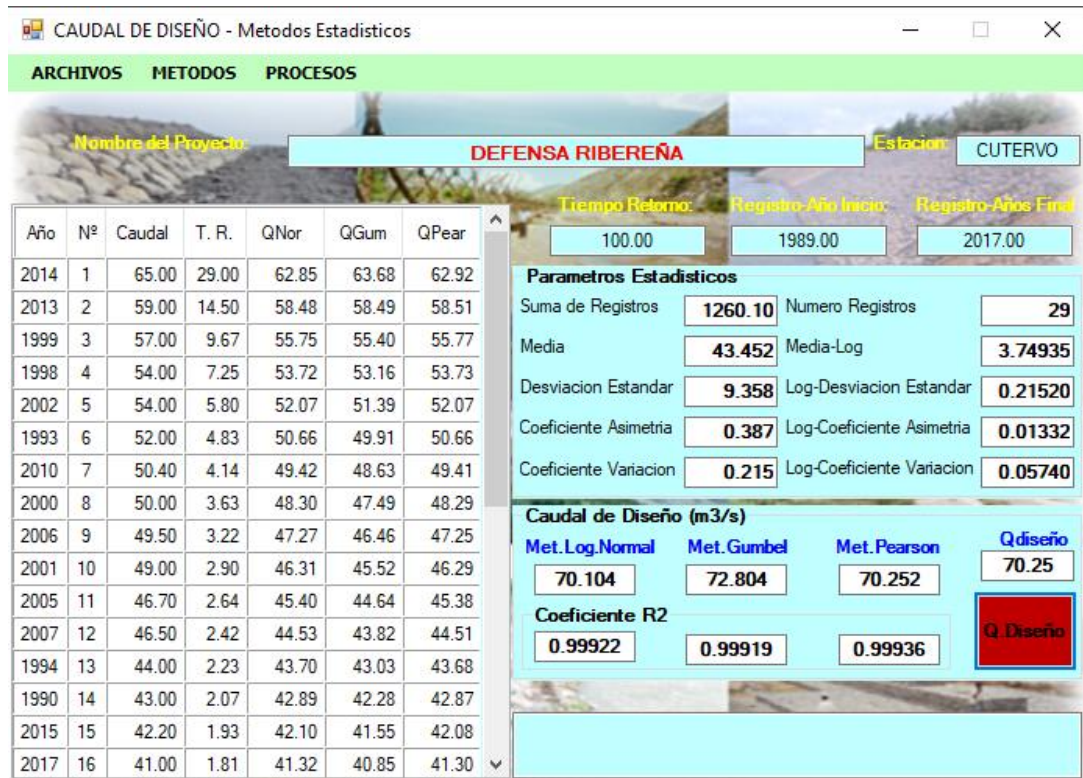 CAUDAL DE DISEÑO - Metodos Estadisticos
ARCHIVOS METODOS PROCESOS
Nombre del Proyecto: DEFENSA RIBEREÑA Estacion: CUTERVO
Tiempo Retorno: Registro-Año Inicio: Registro-Años Final
100.00 1989.00 2017.00
Año Nº Caudal T. R. QNor QGum QPear
2014 1 65.00 29.00 62.85 63.68 62.92
2013 2 59.00 14.50 58.48 58.49 58.51
1999 3 57.00 9.67 55.75 55.40 55.77
1998 4 54.00 7.25 53.72 53.16 53.73
2002 5 54.00 5.80 52.07 51.39 52.07
1993 6 52.00 4.83 50.66 49.91 50.66
2010 7 50.40 4.14 49.42 48.63 49.41
2000 8 50.00 3.63 48.30 47.49 48.29
2006 9 49.50 3.22 47.27 46.46 47.25
2001 10 49.00 2.90 46.31 45.52 46.29
2005 11 46.70 2.64 45.40 44.64 45.38
2007 12 46.50 2.42 44.53 43.82 44.51
1994 13 44.00 2.23 43.70 43.03 43.68
1990 14 43.00 2.07 42.89 42.28 42.87
2015 15 42.20 1.93 42.10 41.55 42.08
2017 16 41.00 1.81 41.32 40.85 41.30
Parametros Estadisticos
Suma de Registros 1260.10 Numero Registros 29
Media 43.452 Media-Log 3.74935
Desviacion Estandar 9.358 Log-Desviacion Estandar 0.21520
Coeficiente Asimetria 0.387 Log-Coeficiente Asimetria 0.01332
Coeficiente Variacion 0.215 Log-Coeficiente Variacion 0.05740
Caudal de Diseño (m3/s)
Met.Log.Normal Met.Gumbel Met.Pearson Qdiseño
70.104 72.804 70.252 70.25
Coeficiente R2
0.99922 0.99919 0.99936
Q.Diseño